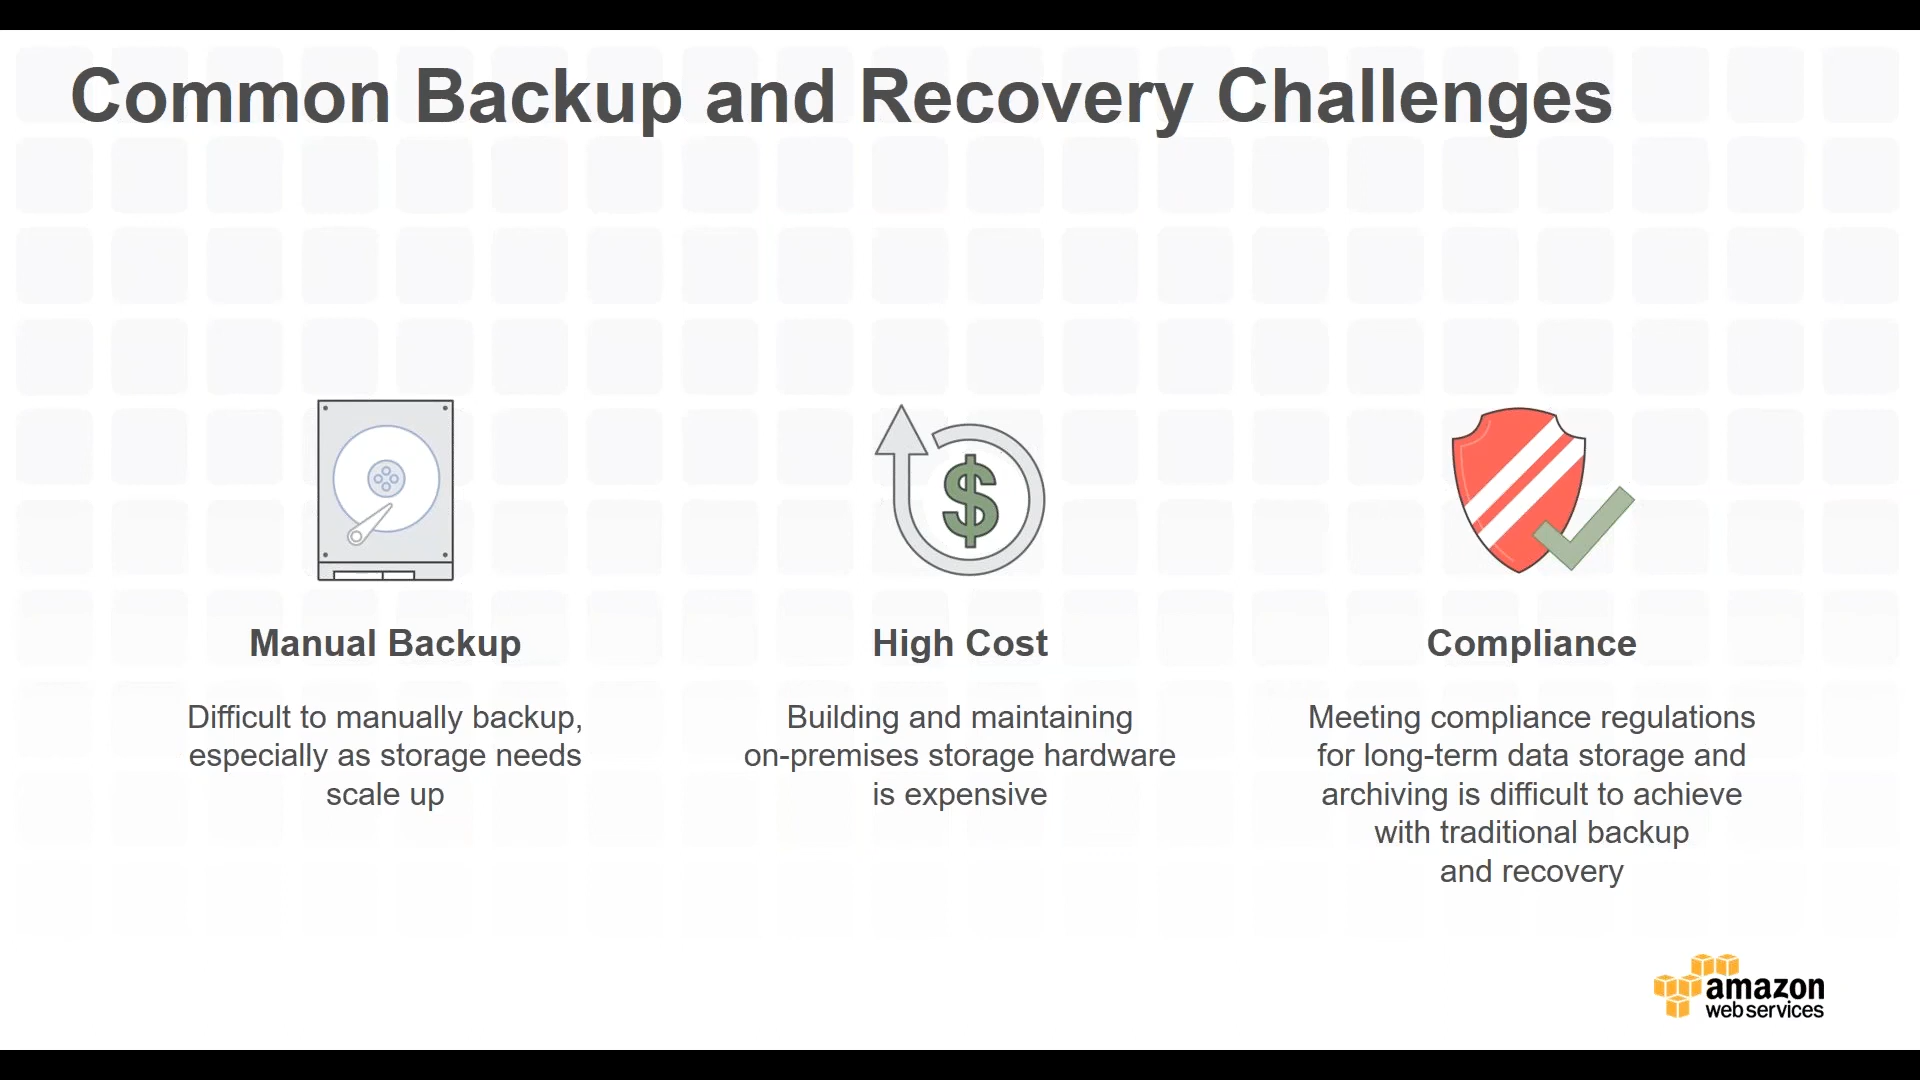 Common Backup and Recovery Challenges
Manual Backup
Difficult to manually backup,
especially as storage needs
scale up
High Cost
Building and maintaining
on-premises storage hardware
is expensive
Compliance
Meeting compliance regulations
for long-term data storage and
archiving is difficult to achieve
with traditional backup
and recovery
$
amazon
web services